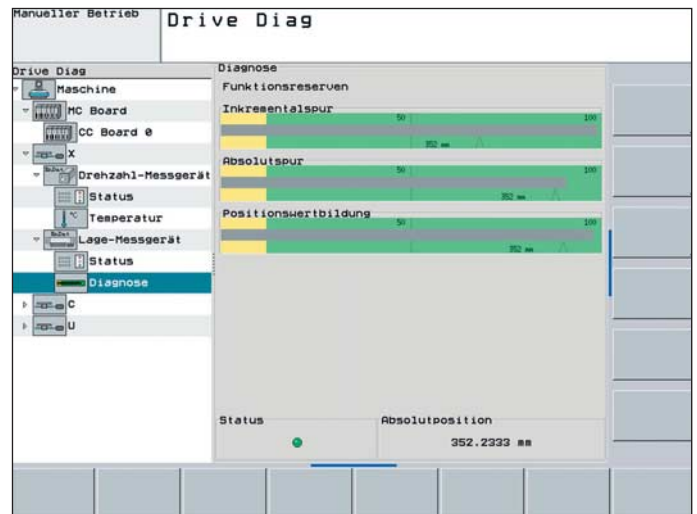 Manueller Betrieb
Drive Diag
Drive Diag
Maschine
MC Board
CC Board 0
X
Drehzahl-Messgerät
Status
Temperatur
Lage-Messgerät
Status
Diagnose
C
U
Diagnose
Funktionsreserven
Inkrementalspur
50
100
352 mm
Absolutspur
50
100
352 mm
Positionswertbildung
50
100
352 mm
Status
Absolutposition
352.2333 mm